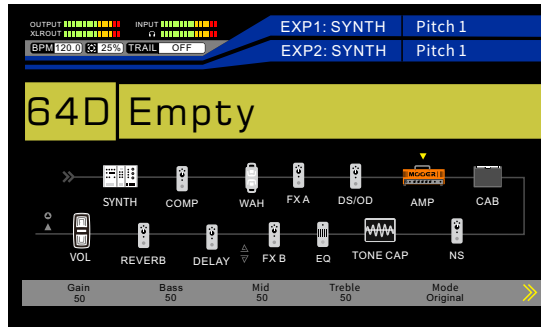 OUTPUT INPUT
XLROUT
BPM 120.0 25% TRAIL OFF
EXP1: SYNTH Pitch 1
EXP2: SYNTH Pitch 1
64D Empty
MOOER
SYNTH COMP WAH FX A DS/OD AMP CAB
VOL REVERB DELAY FX B EQ TONE CAP NS
Gain Bass Mid Treble Mode
50 50 50 50 Original